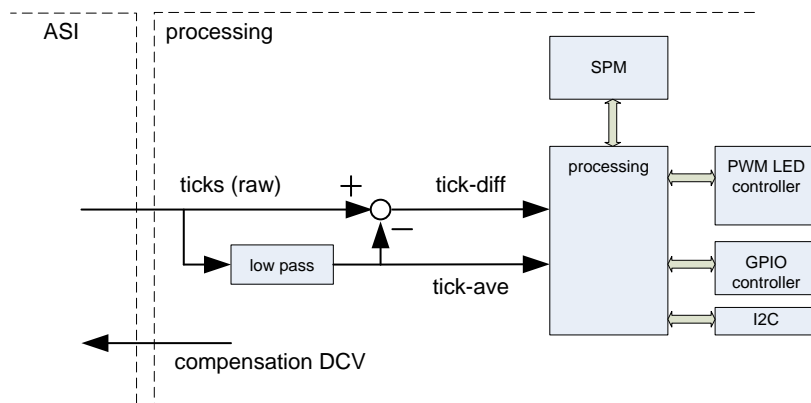 ASI
processing
SPM
processing
PWM LED
controller
ticks (raw)
+
tick-diff
−
low pass
tick-ave
GPIO
controller
I2C
compensation DCV